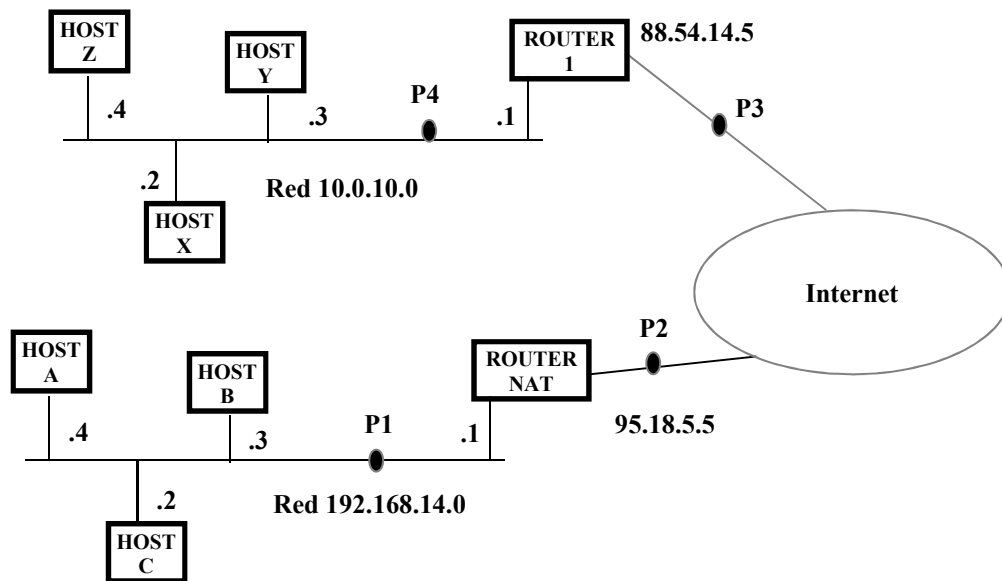 HOST
Z
HOST
Y
ROUTER
1
88.54.14.5
P4
P3
.4
.3
.1
.2
Red 10.0.10.0
HOST
X
Internet
HOST
A
HOST
B
ROUTER
NAT
P2
P1
95.18.5.5
.4
.3
.1
.2
Red 192.168.14.0
HOST
C